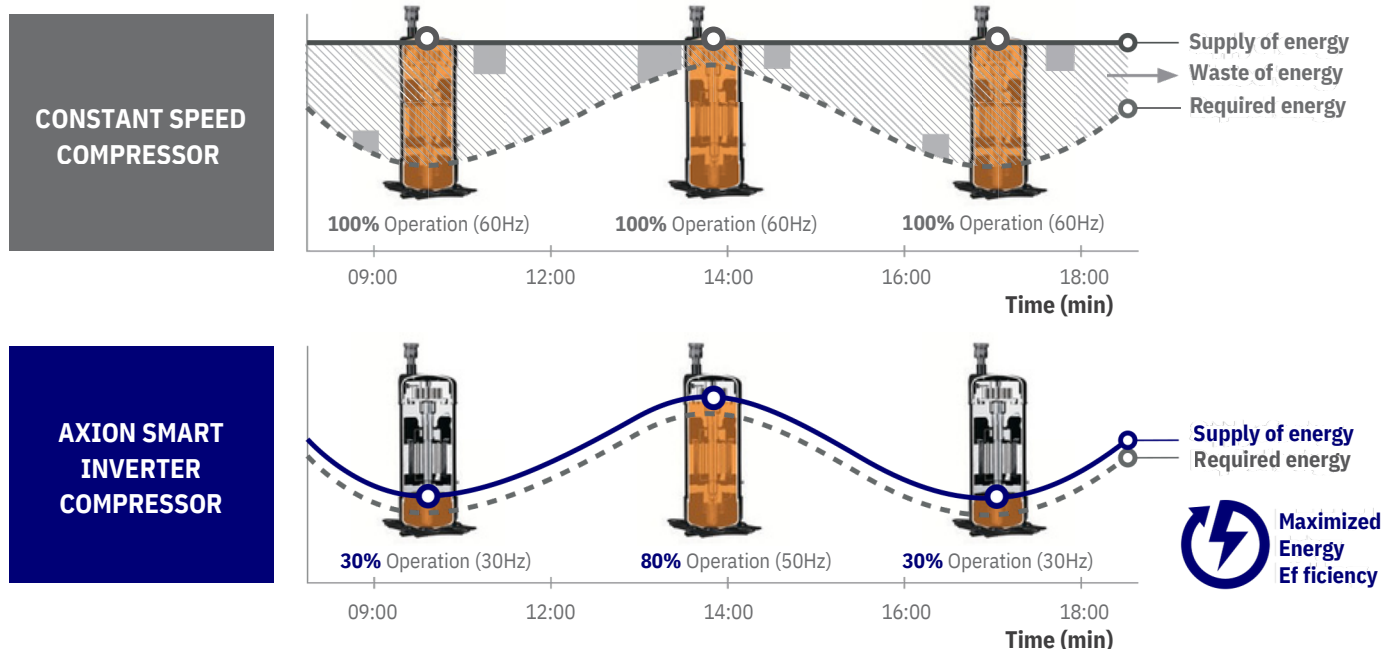 CONSTANT SPEED
COMPRESSOR
Supply of energy
Waste of energy
Required energy
100% Operation (60Hz)
100% Operation (60Hz)
100% Operation (60Hz)
09:00
12:00
14:00
16:00
18:00
Time (min)
AXION SMART
INVERTER
COMPRESSOR
Supply of energy
Required energy
30% Operation (30Hz)
80% Operation (50Hz)
30% Operation (30Hz)
Maximized
Energy
Ef ficiency
09:00
12:00
14:00
16:00
18:00
Time (min)